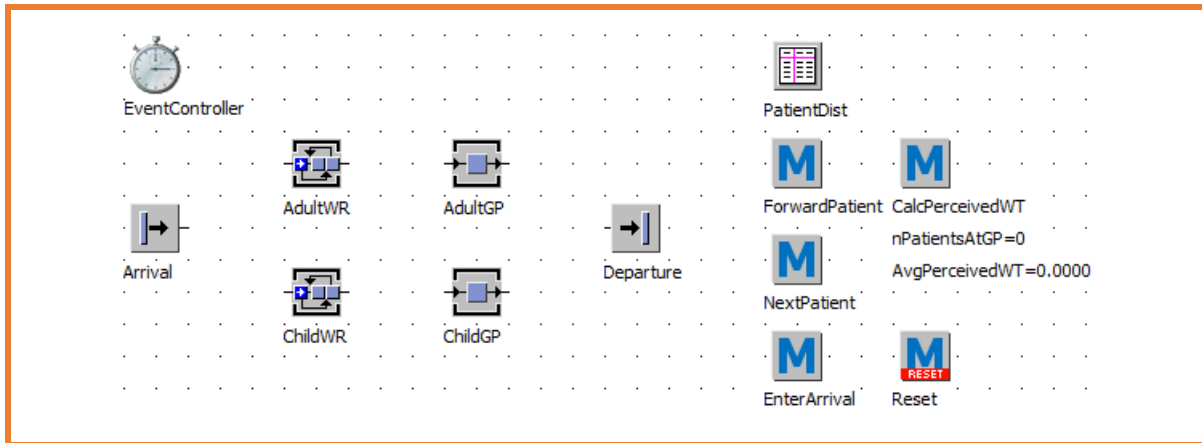 EventController
PatientDist
M
M
AdultWR
AdultGP
ForwardPatient
CalcPerceivedWT
nPatientsAtGP=0
Arrival
Departure
M
AvgPerceivedWT=0.0000
NextPatient
ChildWR
ChildGP
M
M
RESET
EnterArrival
Reset